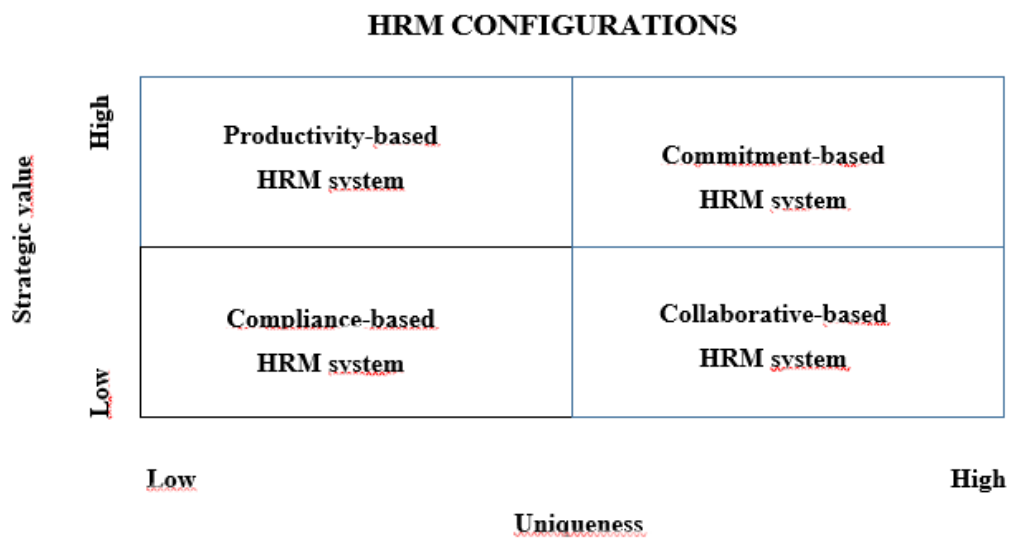 HRM CONFIGURATIONS
High
Productivity-based
HRM system
Commitment-based
HRM system
Strategic value
Compliance-based
HRM system
Collaborative-based
HRM system
Low
Low
High
Uniqueness